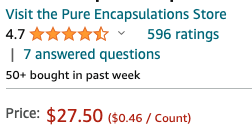 Visit the Pure Encapsulations Store
4.7 596 ratings
| 7 answered questions
50+ bought in past week
Price: $27.50 ($0.46 / Count)